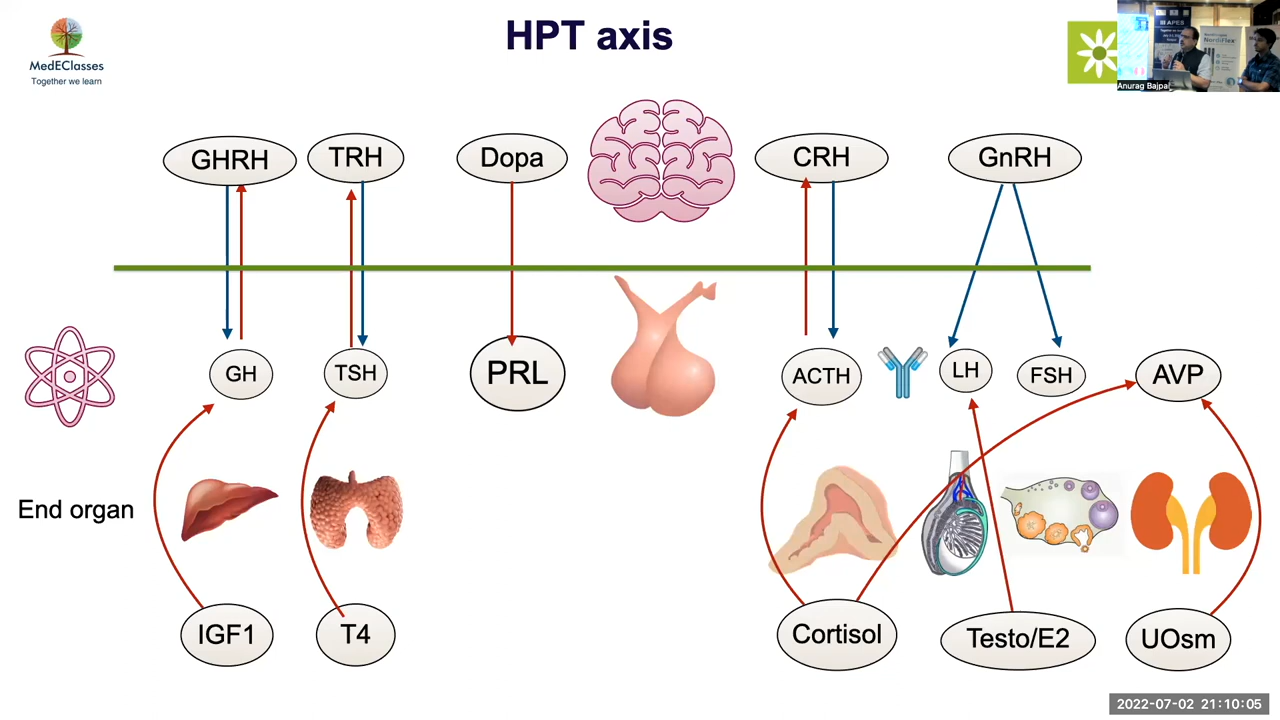 HPT axis
MedEClasses
Together we learn
Anurag Bajpai
GHRH
TRH
Dopa
CRH
GnRH
GH
TSH
PRL
ACTH
LH
FSH
AVP
End organ
IGF1
T4
Cortisol
Testo/E2
UOsm
2022-07-02 21:10:05